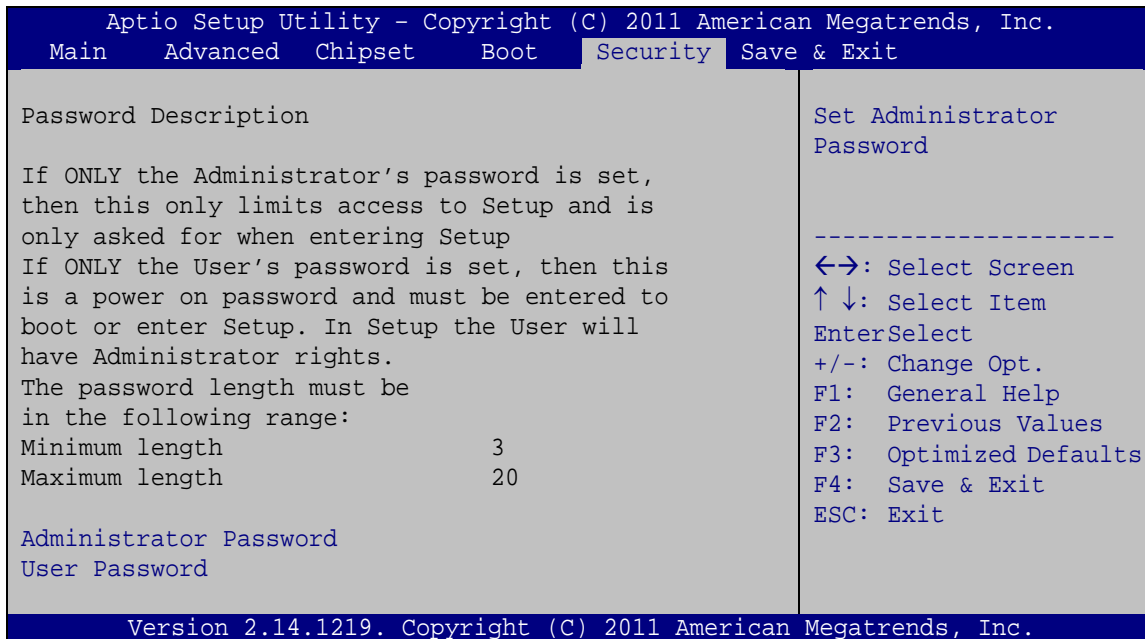 Aptio Setup Utility – Copyright (C) 2011 American Megatrends, Inc.
Main Advanced Chipset Boot Security Save & Exit
Password Description
If ONLY the Administrator’s password is set,
then this only limits access to Setup and is
only asked for when entering Setup
If ONLY the User’s password is set, then this
is a power on password and must be entered to
boot or enter Setup. In Setup the User will
have Administrator rights.
The password length must be
in the following range:
Minimum length 3
Maximum length 20
Administrator Password
User Password
Set Administrator
Password
---------------------
←→: Select Screen
↑ ↓: Select Item
EnterSelect
+/-: Change Opt.
F1: General Help
F2: Previous Values
F3: Optimized Defaults
F4: Save & Exit
ESC: Exit
Version 2.14.1219. Copyright (C) 2011 American Megatrends, Inc.